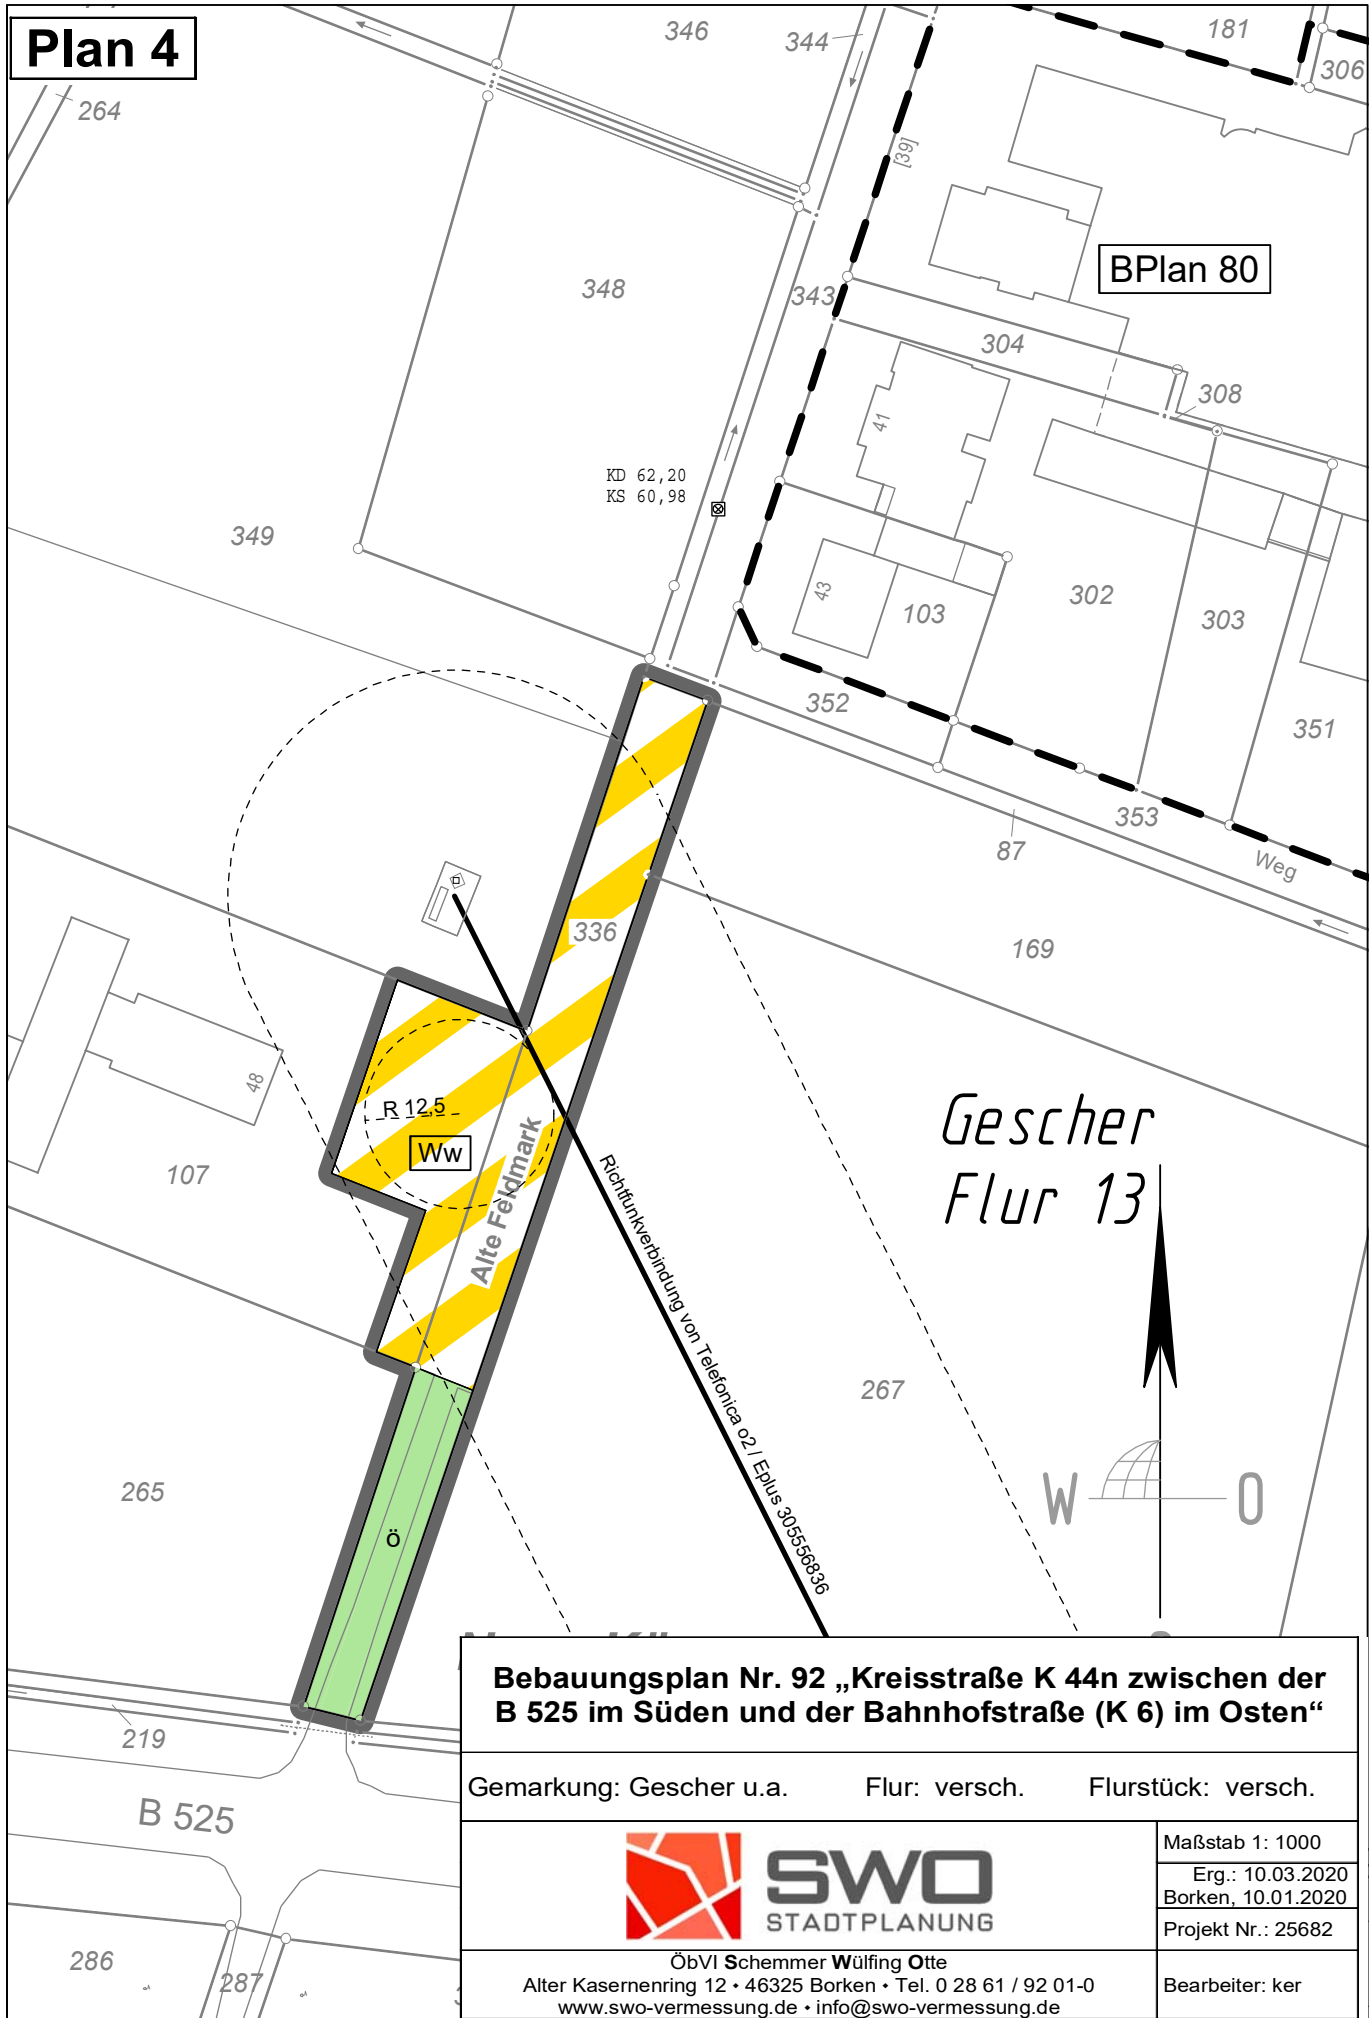 Plan 4
346
344
181
306
264
[39]
BPlan 80
348
343
304
308
41
KD 62,20
KS 60,98
349
43
103
302
303
352
351
353
87
Weg
336
169
48
R 12,5
Ww
107
Alte Feldmark
Gescher
Flur 13
Richtfunkverbindung von Telefonica o2 / Eplus 305556836
267
W
O
265
ö
219
B 525
286
287
Bebauungsplan Nr. 92 „Kreisstraße K 44n zwischen der
B 525 im Süden und der Bahnhofstraße (K 6) im Osten“
Gemarkung: Gescher u.a. Flur: versch. Flurstück: versch.
SWO
STADTPLANUNG
Maßstab 1: 1000
Erg.: 10.03.2020
Borken, 10.01.2020
Projekt Nr.: 25682
ÖbVI Schemmer Wülfing Otte
Alter Kasernenring 12 • 46325 Borken • Tel. 0 28 61 / 92 01-0
www.swo-vermessung.de • info@swo-vermessung.de
Bearbeiter: ker